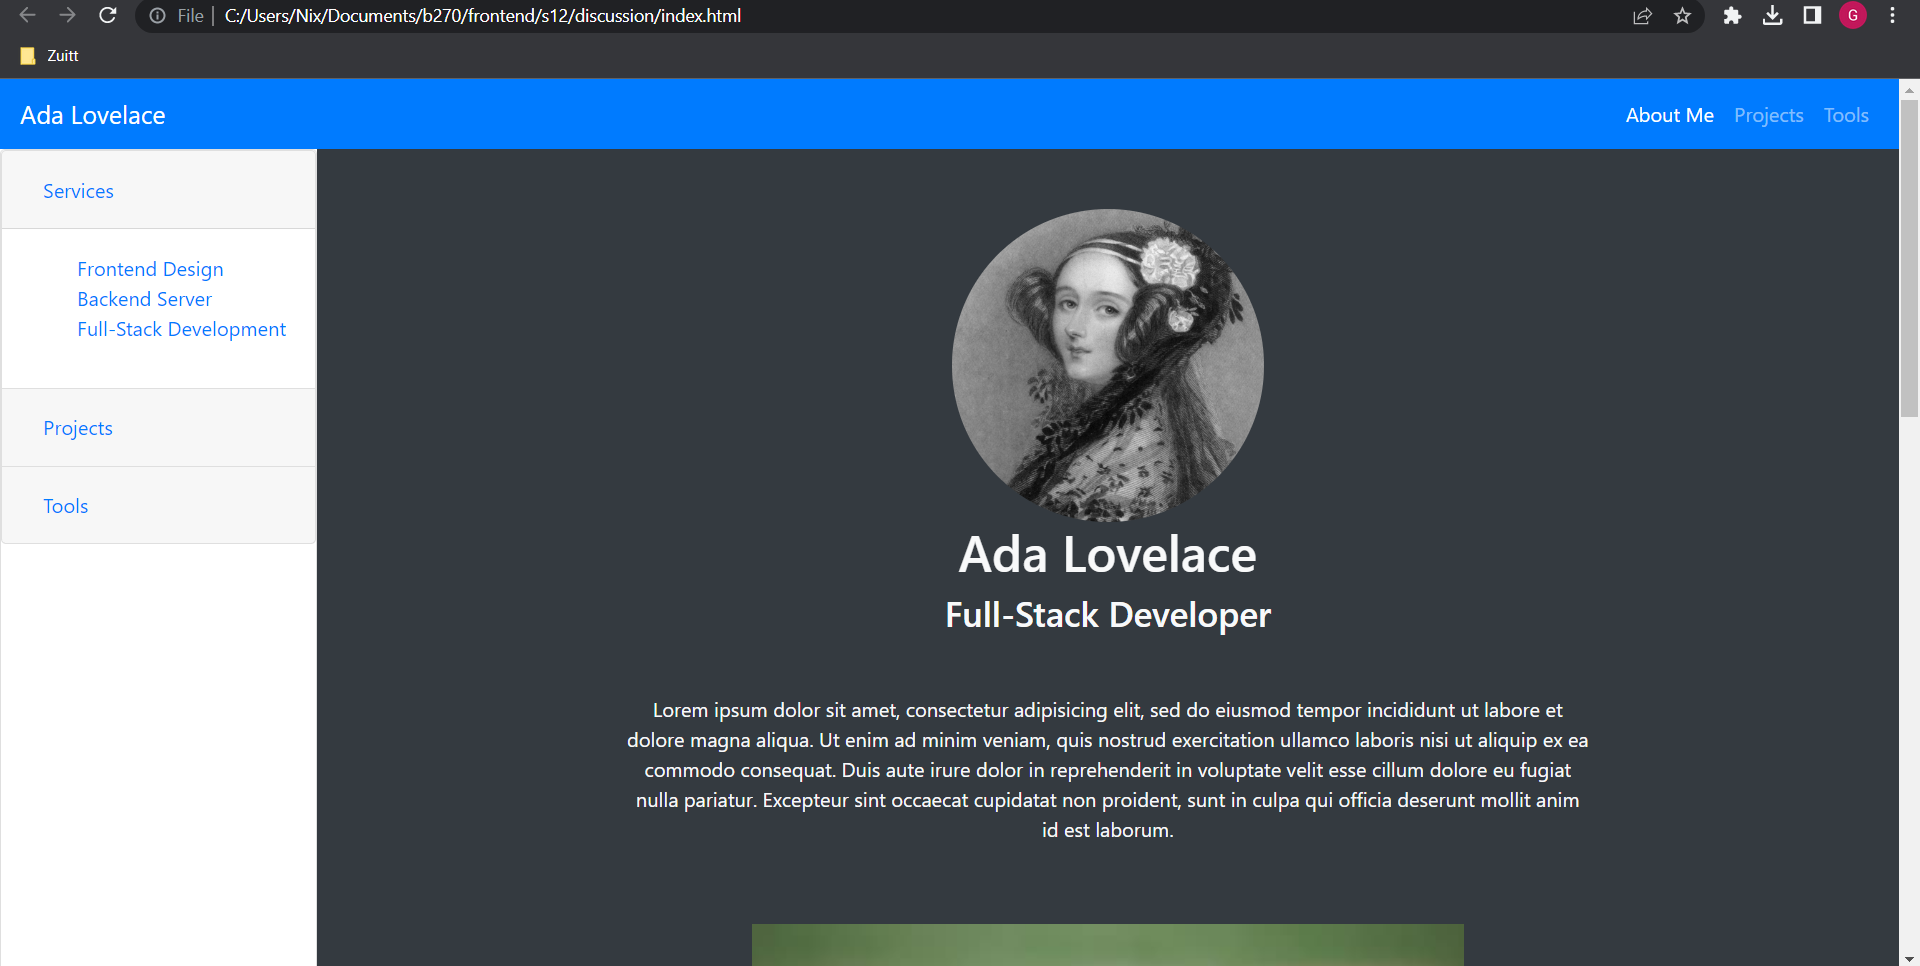 File | C:/Users/Nix/Documents/b270/frontend/s12/discussion/index.html
G
Zuitt
Ada Lovelace
About Me Projects Tools
Services
Frontend Design
Backend Server
Full-Stack Development
Projects
Tools
Ada Lovelace
Full-Stack Developer
Lorem ipsum dolor sit amet, consectetur adipisicing elit, sed do eiusmod tempor incididunt ut labore et
dolore magna aliqua. Ut enim ad minim veniam, quis nostrud exercitation ullamco laboris nisi ut aliquip ex ea
commodo consequat. Duis aute irure dolor in reprehenderit in voluptate velit esse cillum dolore eu fugiat
nulla pariatur. Excepteur sint occaecat cupidatat non proident, sunt in culpa qui officia deserunt mollit anim
id est laborum.